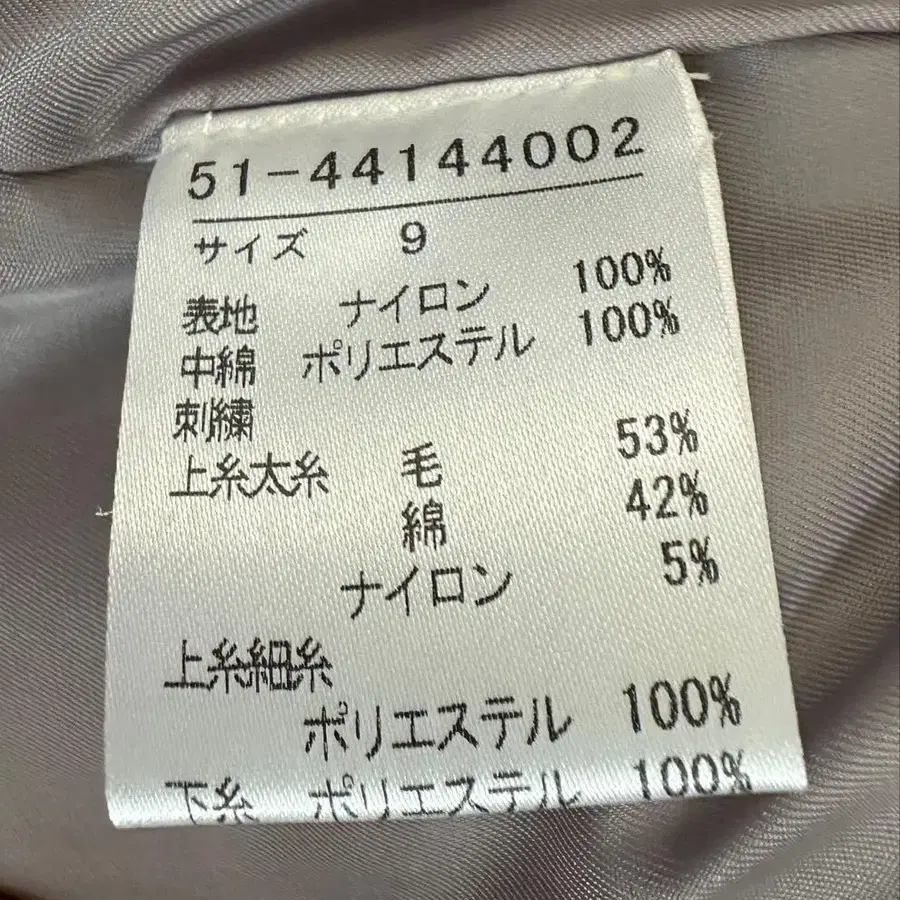 51-44144002
サイズ 9
表地 ナイロン 100%
中綿 ポリエステル 100%
刺繍
上糸太糸 毛 53%
綿 42%
ナイロン 5%
上糸細糸
ポリエステル 100%
下糸 ポリエステル 100%